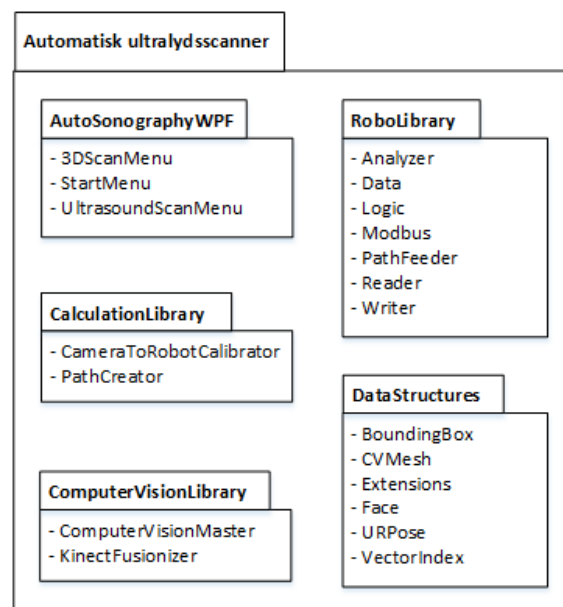 Automatisk ultralydsscanner
AutoSonographyWPF
- 3DScanMenu
- StartMenu
- UltrasoundScanMenu
CalculationLibrary
- CameraToRobotCalibrator
- PathCreator
ComputerVisionLibrary
- ComputerVisionMaster
- KinectFusionizer
RoboLibrary
- Analyzer
- Data
- Logic
- Modbus
- PathFeeder
- Reader
- Writer
DataStructures
- BoundingBox
- CVMesh
- Extensions
- Face
- URPose
- VectorIndex